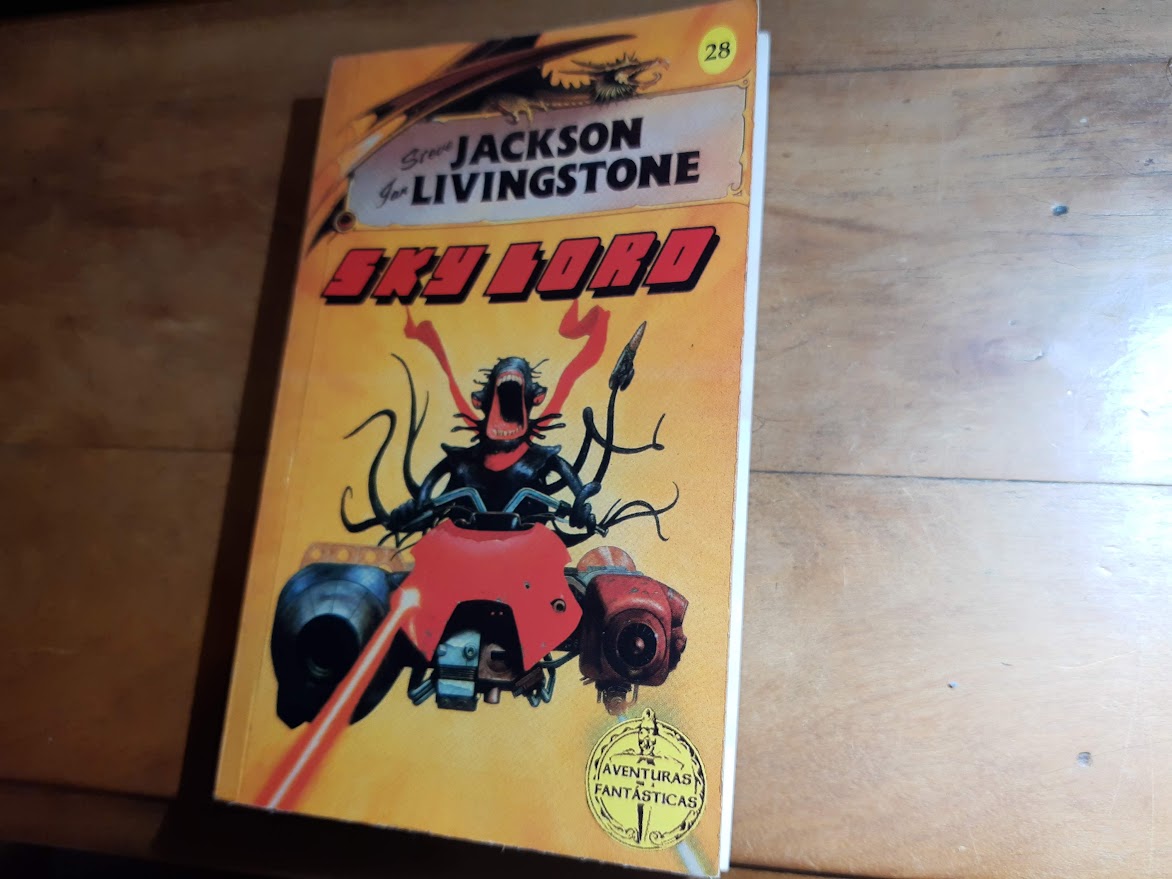 28
Steve JACKSON
Ian LIVINGSTONE
SKY LORD
AVENTURAS
FANTÁSTICAS